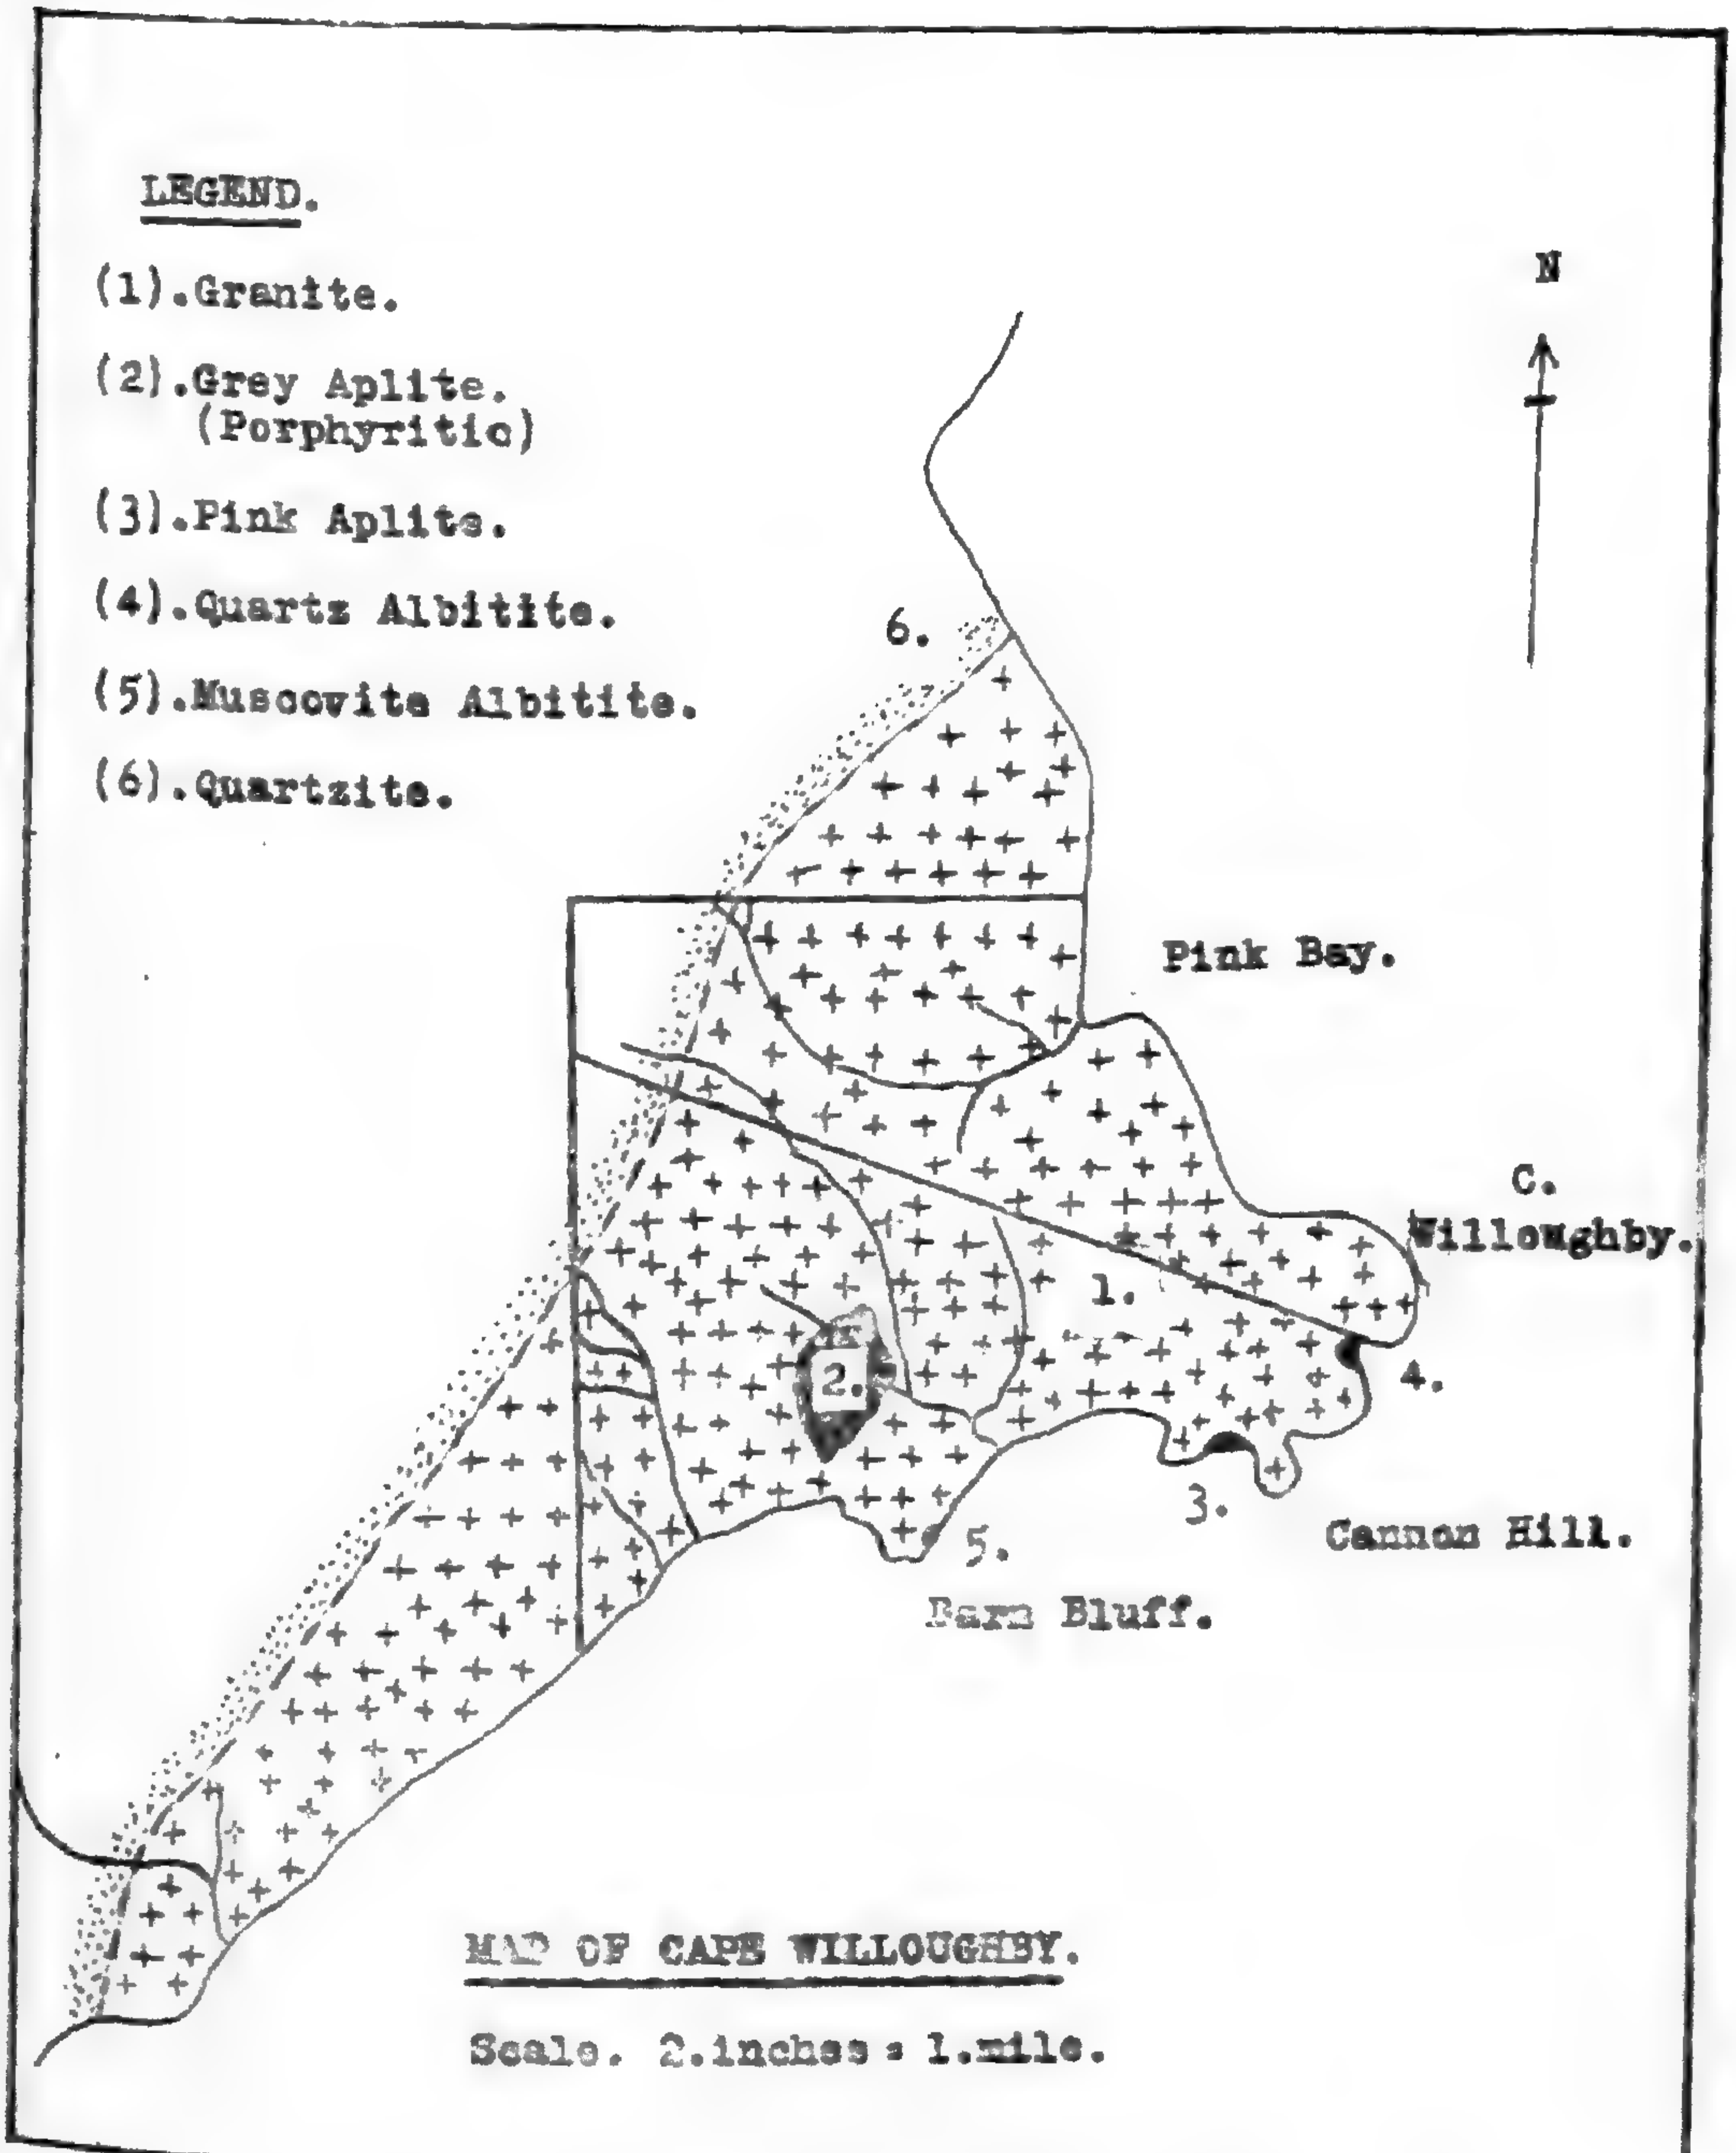 LEGEND.
(1).Granite.
(2).Grey Aplite.
(Porphyritic)
(3).Pink Aplite.
(4).Quartz Albitite.
(5).Muscovite Albitite.
(6).Quartzite.
N
6.
Pink Bay.
C.
Willoughby.
1.
2.
4.
3.
Cannon Hill.
5.
Barn Bluff.
MAP OF CAPE WILLOUGHBY.
Scale. 2.inches = 1.mile.